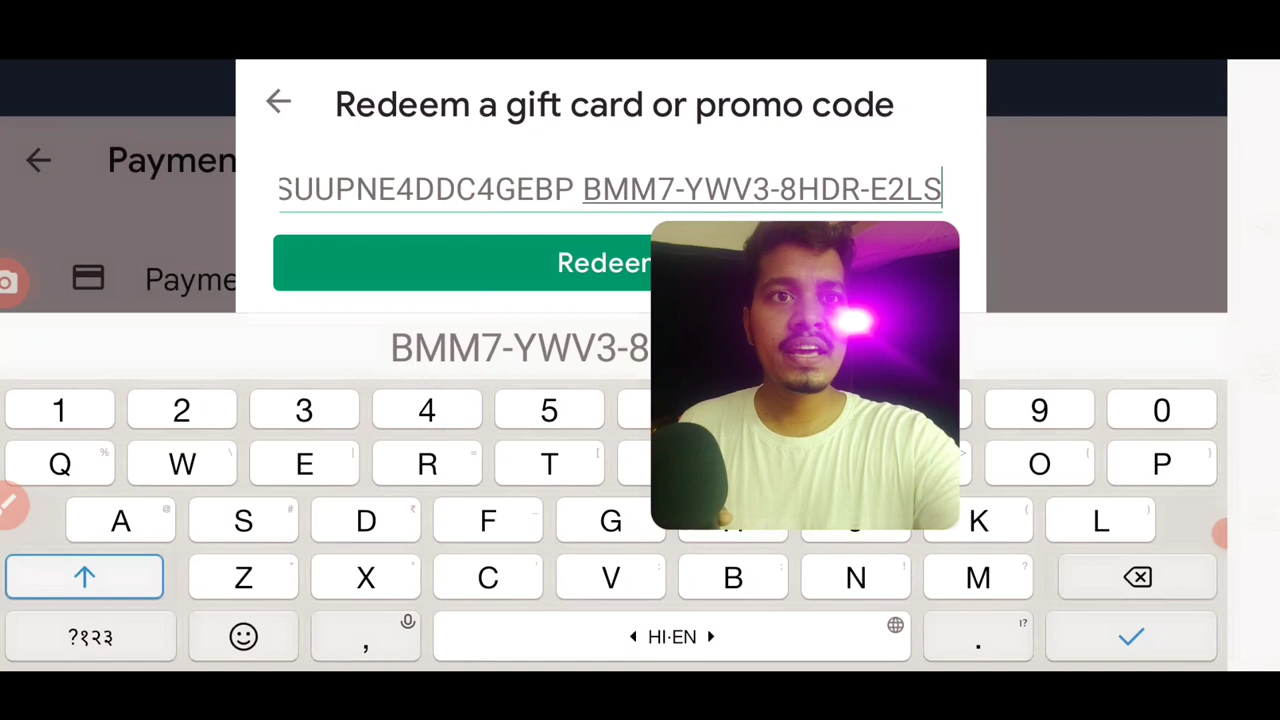 Redeem a gift card or promo code
Paymen
SUUPNE4DDC4GEBP BMM7-YWV3-8HDR-E2LS
Redeem
Payme
BMM7-YWV3-8
1 2 3 4 5 9 0
Q W E R T O P
A S D F G K L
Z X C V B N M
?१२३ , HI·EN .